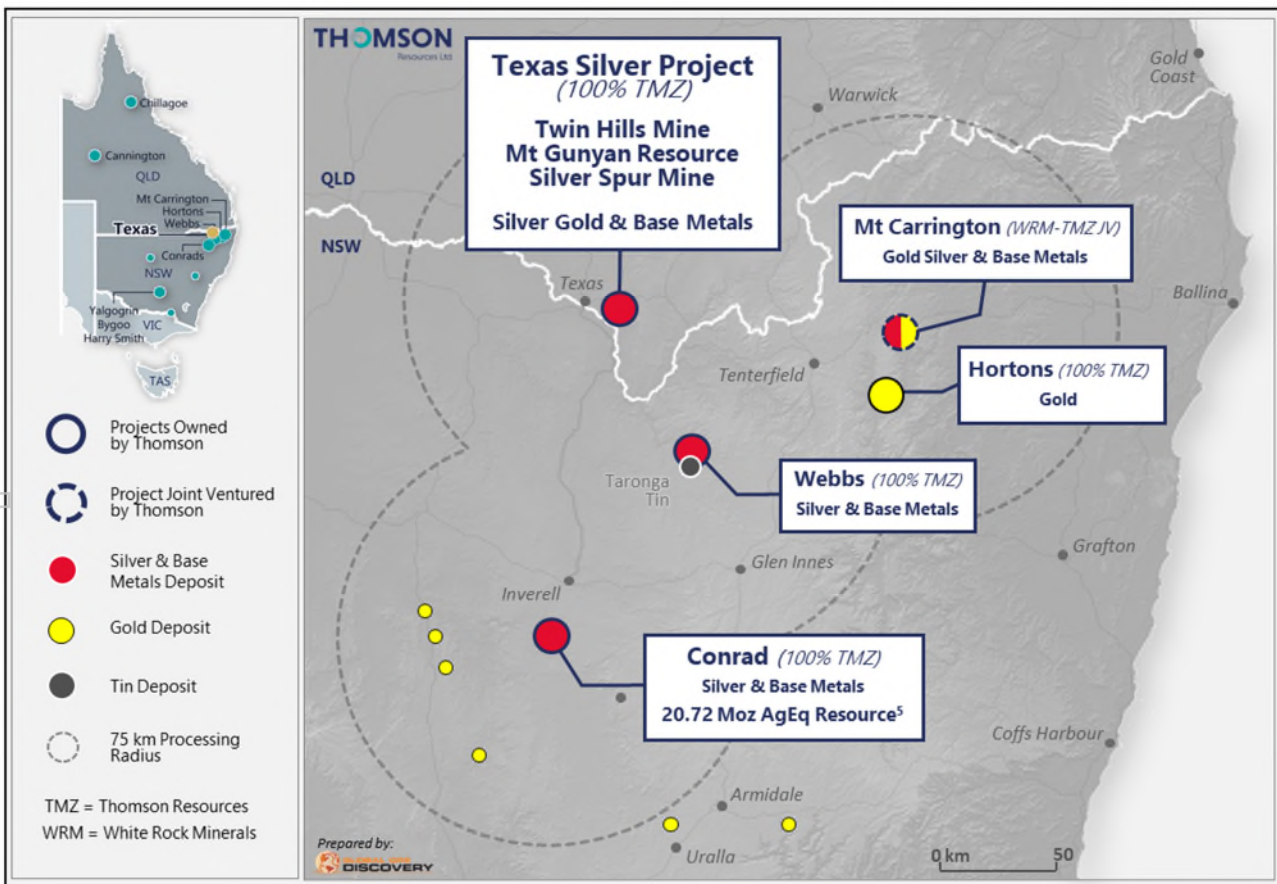 Chillagoe
Cannington
QLD
Mt Carrington
Hortons
Webbs
Texas
Conrads
NSW
Yalgogrin
Bygoo
Harry Smith
VIC
TAS
Projects Owned
by Thomson
Project Joint Ventured
by Thomson
Silver & Base
Metals Deposit
Gold Deposit
Tin Deposit
75 km Processing
Radius
TMZ = Thomson Resources
WRM = White Rock Minerals
THOMSON
Resources Ltd
Texas Silver Project
(100% TMZ)
Twin Hills Mine
Mt Gunyan Resource
Silver Spur Mine
Silver Gold & Base Metals
Gold
Coast
Warwick
QLD
NSW
Mt Carrington (WRM-TMZ JV)
Gold Silver & Base Metals
Texas
Ballina
Tenterfield
Hortons (100% TMZ)
Gold
Taronga
Tin
Webbs (100% TMZ)
Silver & Base Metals
Glen Innes
Grafton
Inverell
Conrad (100% TMZ)
Silver & Base Metals
20.72 Moz AgEq Resource⁵
Coffs Harbour
Armidale
Uralla
Prepared by:
GLOBAL ORE
DISCOVERY
0 km 50